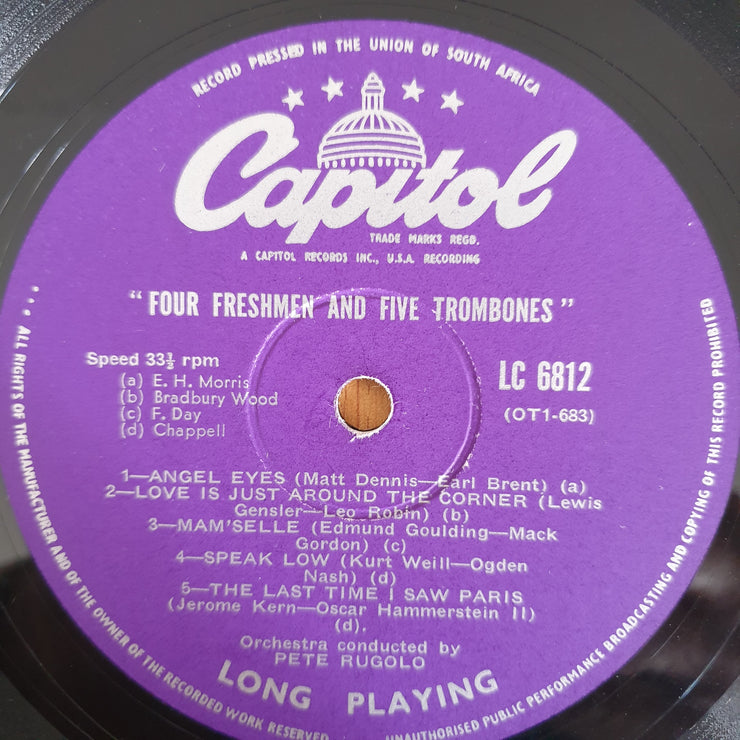 RECORD PRESSED IN THE UNION OF SOUTH AFRICA
Capitol
TRADE MARKS REGD.
A CAPITOL RECORDS INC., U.S.A. RECORDING
"FOUR FRESHMEN AND FIVE TROMBONES"
Speed 33⅓ rpm
(a) E. H. Morris
(b) Bradbury Wood
(c) F. Day
(d) Chappell
LC 6812
(OT1-683)
1—ANGEL EYES (Matt Dennis—Earl Brent) (a)
2—LOVE IS JUST AROUND THE CORNER (Lewis
Gensler—Leo Robin) (b)
3—MAM'SELLE (Edmund Goulding—Mack
Gordon) (c)
4—SPEAK LOW (Kurt Weill—Ogden
Nash) (d)
5—THE LAST TIME I SAW PARIS
(Jerome Kern—Oscar Hammerstein II)
(d).
Orchestra conducted by
PETE RUGOLO
LONG PLAYING
... ALL RIGHTS OF THE MANUFACTURER AND OF THE OWNER OF THE RECORDED WORK RESERVED
UNAUTHORISED PUBLIC PERFORMANCE BROADCASTING AND COPYING OF THIS RECORD PROHIBITED